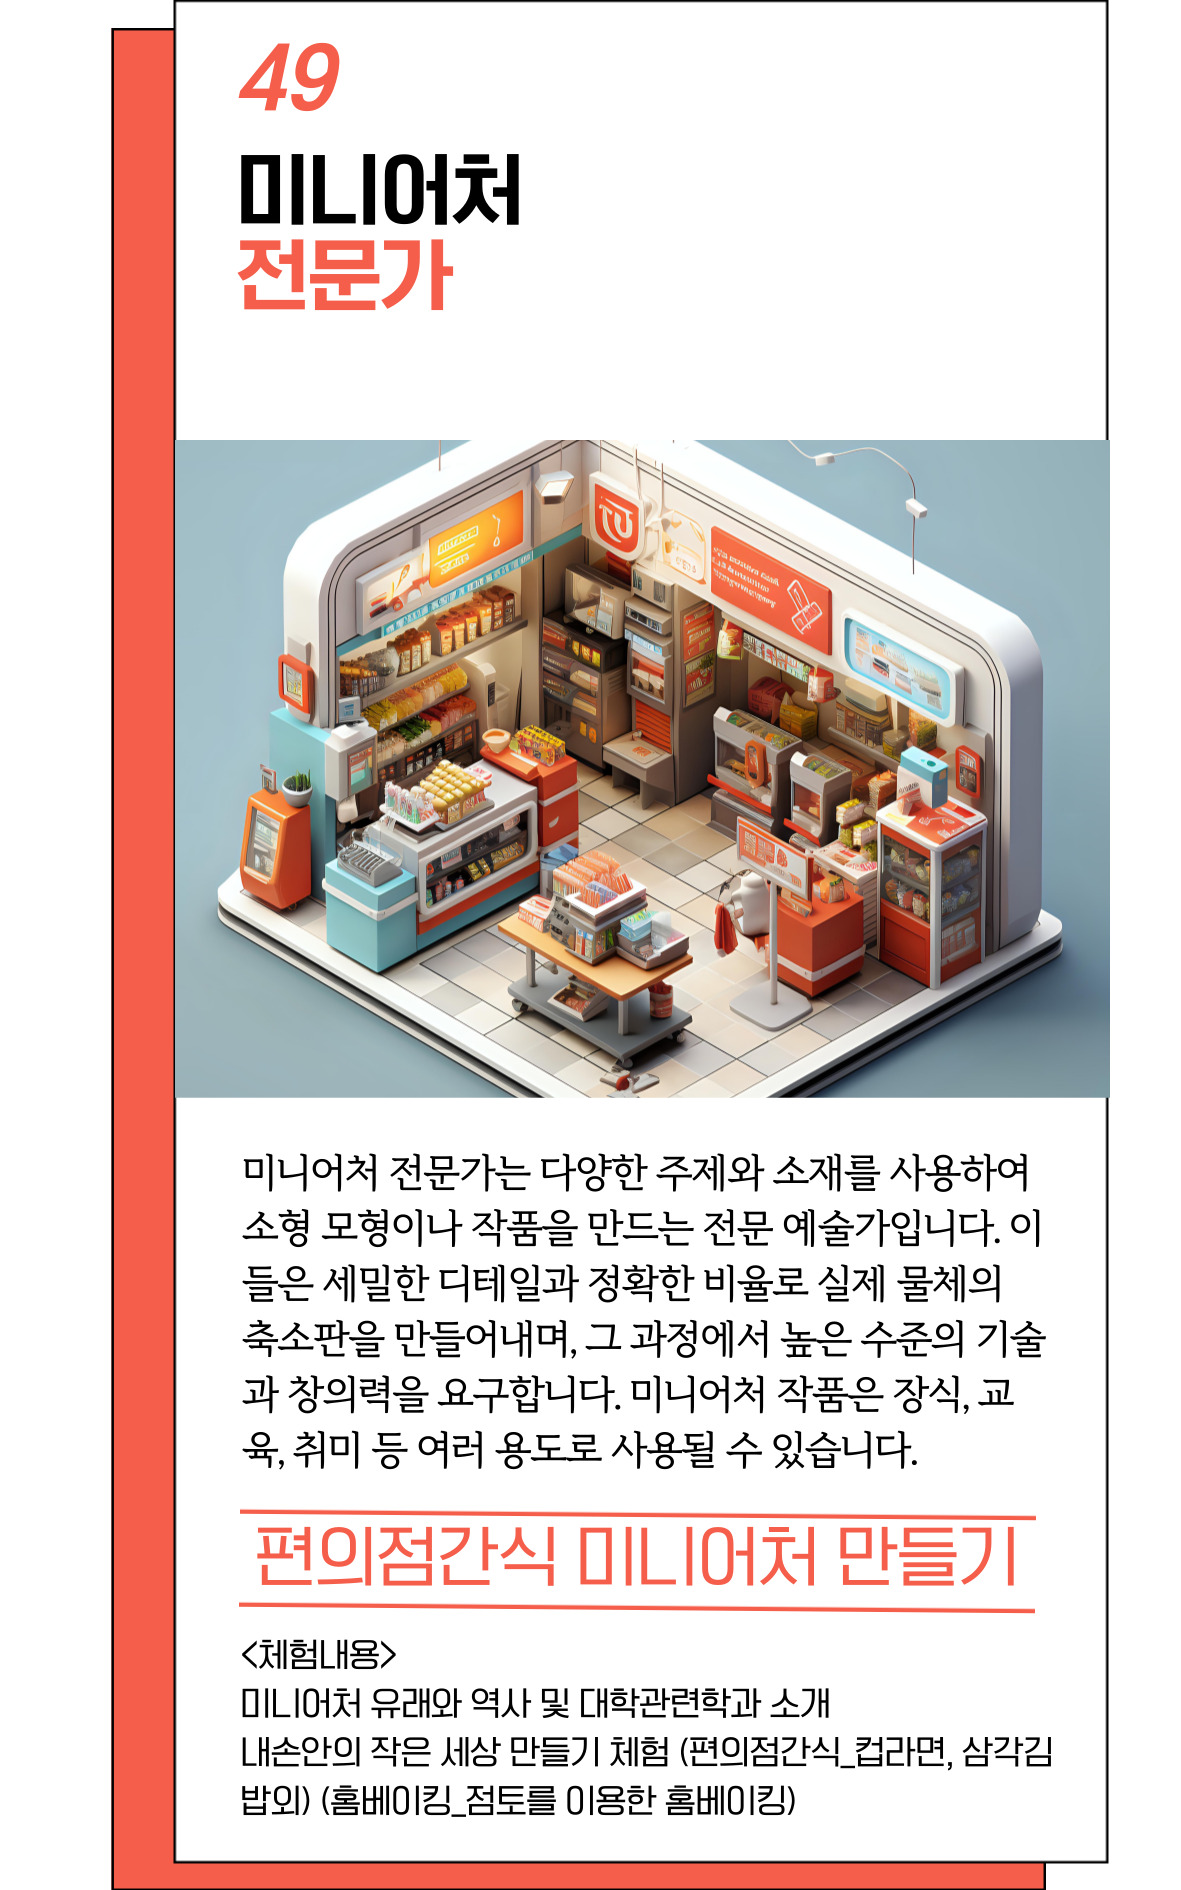 49
미니어처
전문가
미니어처 전문가는 다양한 주제와 소재를 사용하여
소형 모형이나 작품을 만드는 전문 예술가입니다. 이
들은 세밀한 디테일과 정확한 비율로 실제 물체의
축소판을 만들어내며, 그 과정에서 높은 수준의 기술
과 창의력을 요구합니다. 미니어처 작품은 장식, 교
육, 취미 등 여러 용도로 사용될 수 있습니다.
편의점간식 미니어처 만들기
<체험내용>
미니어처 유래와 역사 및 대학관련학과 소개
내손안의 작은 세상 만들기 체험 (편의점간식_컵라면, 삼각김
밥외) (홈베이킹_점토를 이용한 홈베이킹)